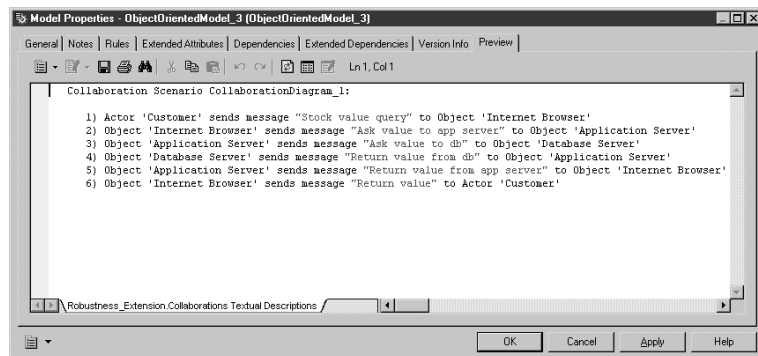 Model Properties - ObjectOrientedModel_3 (ObjectOrientedModel_3)
General Notes Rules Extended Attributes Dependencies Extended Dependencies Version Info Preview
Ln 1, Col 1
Collaboration Scenario CollaborationDiagram_1:
1) Actor 'Customer' sends message "Stock value query" to Object 'Internet Browser'
2) Object 'Internet Browser' sends message "Ask value to app server" to Object 'Application Server'
3) Object 'Application Server' sends message "Ask value to db" to Object 'Database Server'
4) Object 'Database Server' sends message "Return value from db" to Object 'Application Server'
5) Object 'Application Server' sends message "Return value from app server" to Object 'Internet Browser'
6) Object 'Internet Browser' sends message "Return value" to Actor 'Customer'
Robustness_Extension.Collaborations Textual Descriptions
OK Cancel Apply Help